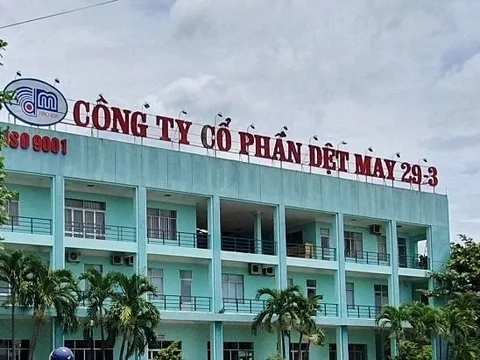 CÔNG TY CỔ PHẦN DỆT MAY 29-3
ISO 9001